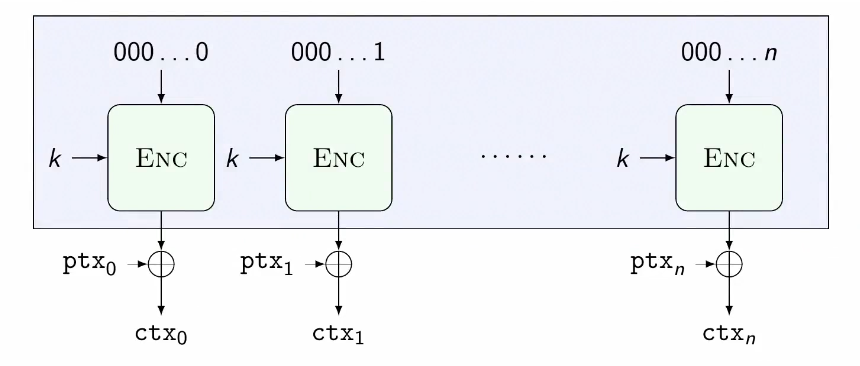 000...0 000...1 000...n
k ENC k ENC ...... k ENC
ptx₀ ptx₁ ptxₙ
ctx₀ ctx₁ ctxₙ